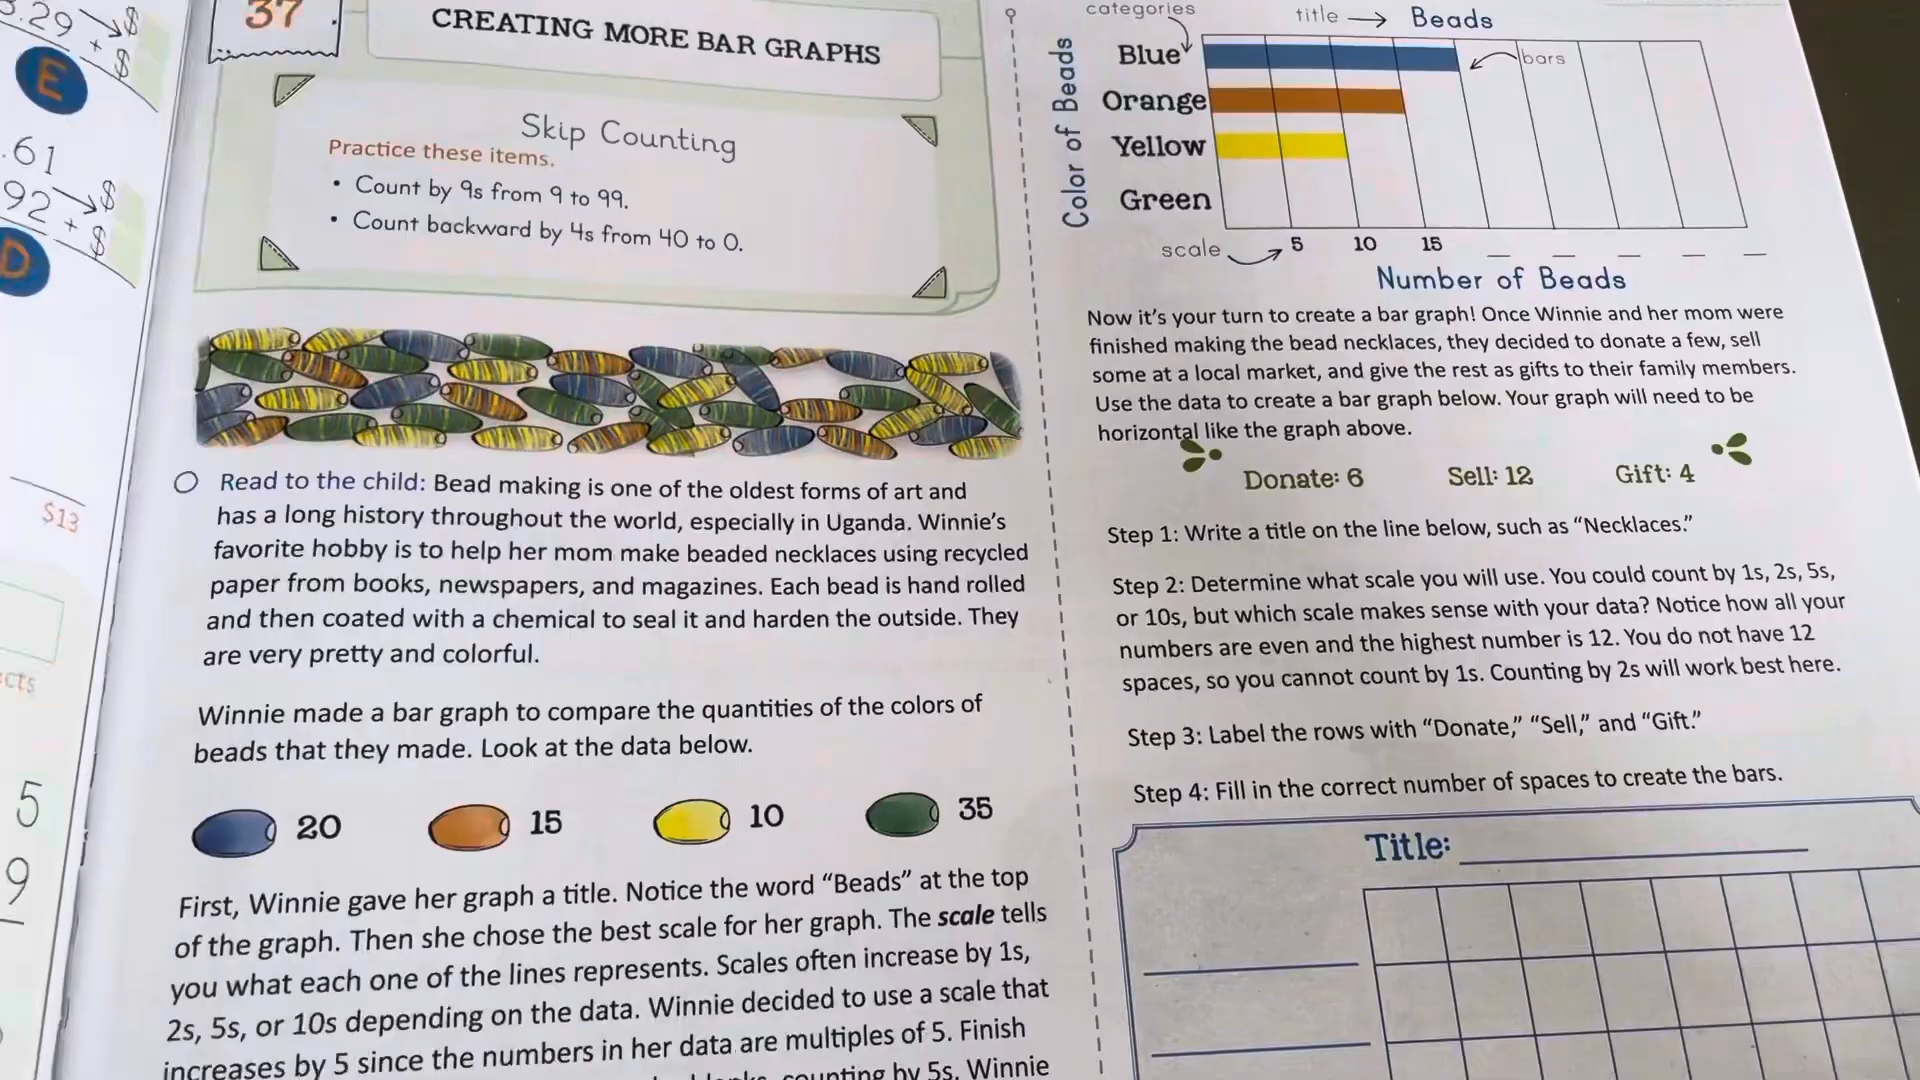 .29
$
+ $
E
.61
92
$
+ $
D
$13
cts
5
9
37
CREATING MORE BAR GRAPHS
Skip Counting
Practice these items.
• Count by 9s from 9 to 99.
• Count backward by 4s from 40 to 0.
Read to the child: Bead making is one of the oldest forms of art and
has a long history throughout the world, especially in Uganda. Winnie's
favorite hobby is to help her mom make beaded necklaces using recycled
paper from books, newspapers, and magazines. Each bead is hand rolled
and then coated with a chemical to seal it and harden the outside. They
are very pretty and colorful.
Winnie made a bar graph to compare the quantities of the colors of
beads that they made. Look at the data below.
20 15 10 35
First, Winnie gave her graph a title. Notice the word “Beads” at the top
of the graph. Then she chose the best scale for her graph. The scale tells
you what each one of the lines represents. Scales often increase by 1s,
2s, 5s, or 10s depending on the data. Winnie decided to use a scale that
increases by 5 since the numbers in her data are multiples of 5. Finish
counting by 5s. Winnie
categories
title → Beads
Color of Beads
Blue
bars
Orange
Yellow
Green
scale 5 10 15
Number of Beads
Now it's your turn to create a bar graph! Once Winnie and her mom were
finished making the bead necklaces, they decided to donate a few, sell
some at a local market, and give the rest as gifts to their family members.
Use the data to create a bar graph below. Your graph will need to be
horizontal like the graph above.
Donate: 6 Sell: 12 Gift: 4
Step 1: Write a title on the line below, such as “Necklaces.”
Step 2: Determine what scale you will use. You could count by 1s, 2s, 5s,
or 10s, but which scale makes sense with your data? Notice how all your
numbers are even and the highest number is 12. You do not have 12
spaces, so you cannot count by 1s. Counting by 2s will work best here.
Step 3: Label the rows with “Donate,” “Sell,” and “Gift.”
Step 4: Fill in the correct number of spaces to create the bars.
Title: